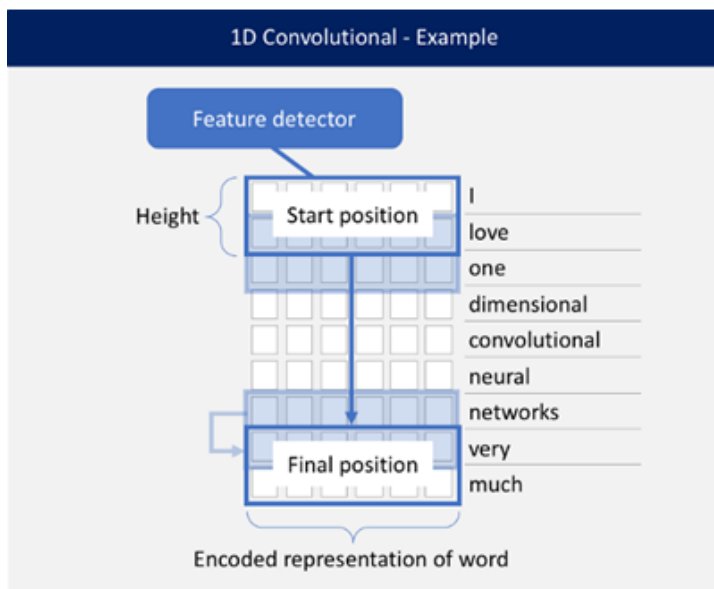 1D Convolutional - Example
Feature detector
Height
Start position
I
love
one
dimensional
convolutional
neural
networks
very
Final position
much
Encoded representation of word